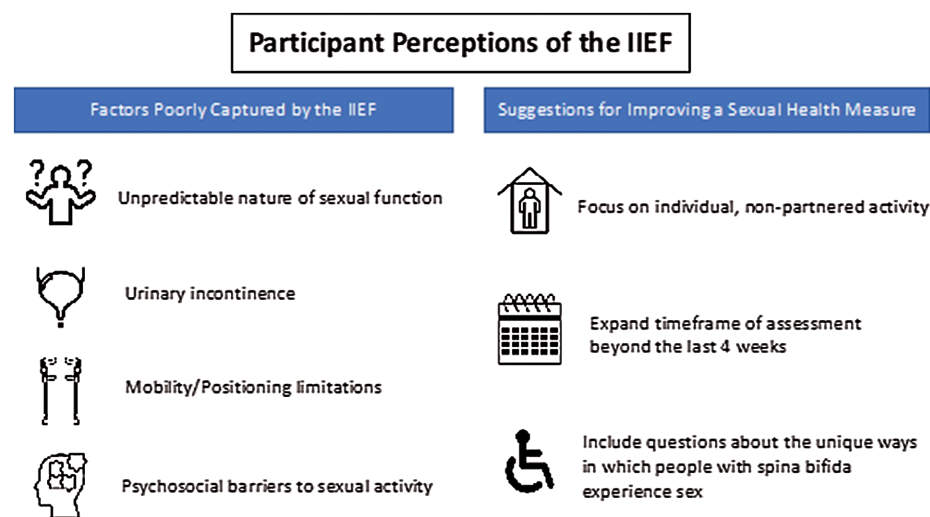 Participant Perceptions of the IIEF
Factors Poorly Captured by the IIEF
? ?
Unpredictable nature of sexual function
Urinary incontinence
Mobility/Positioning limitations
Psychosocial barriers to sexual activity
Suggestions for Improving a Sexual Health Measure
Focus on individual, non-partnered activity
Expand timeframe of assessment
beyond the last 4 weeks
Include questions about the unique ways
in which people with spina bifida
experience sex